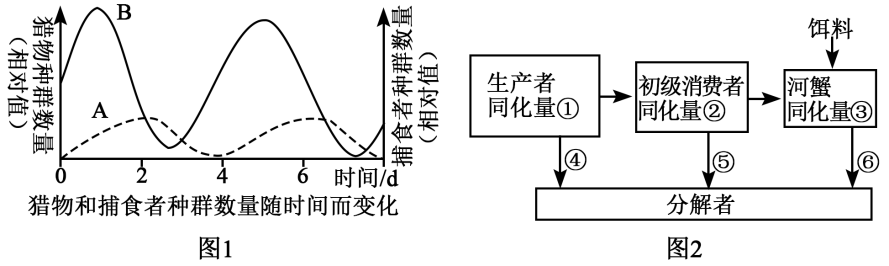 猎物种群数量
（相对值）
B
A
捕食者种群数量
（相对值）
0 2 4 6 时间/d
猎物和捕食者种群数量随时间而变化
图1
饵料
生产者
同化量①
初级消费者
同化量②
河蟹
同化量③
④ ⑤ ⑥
分解者
图2